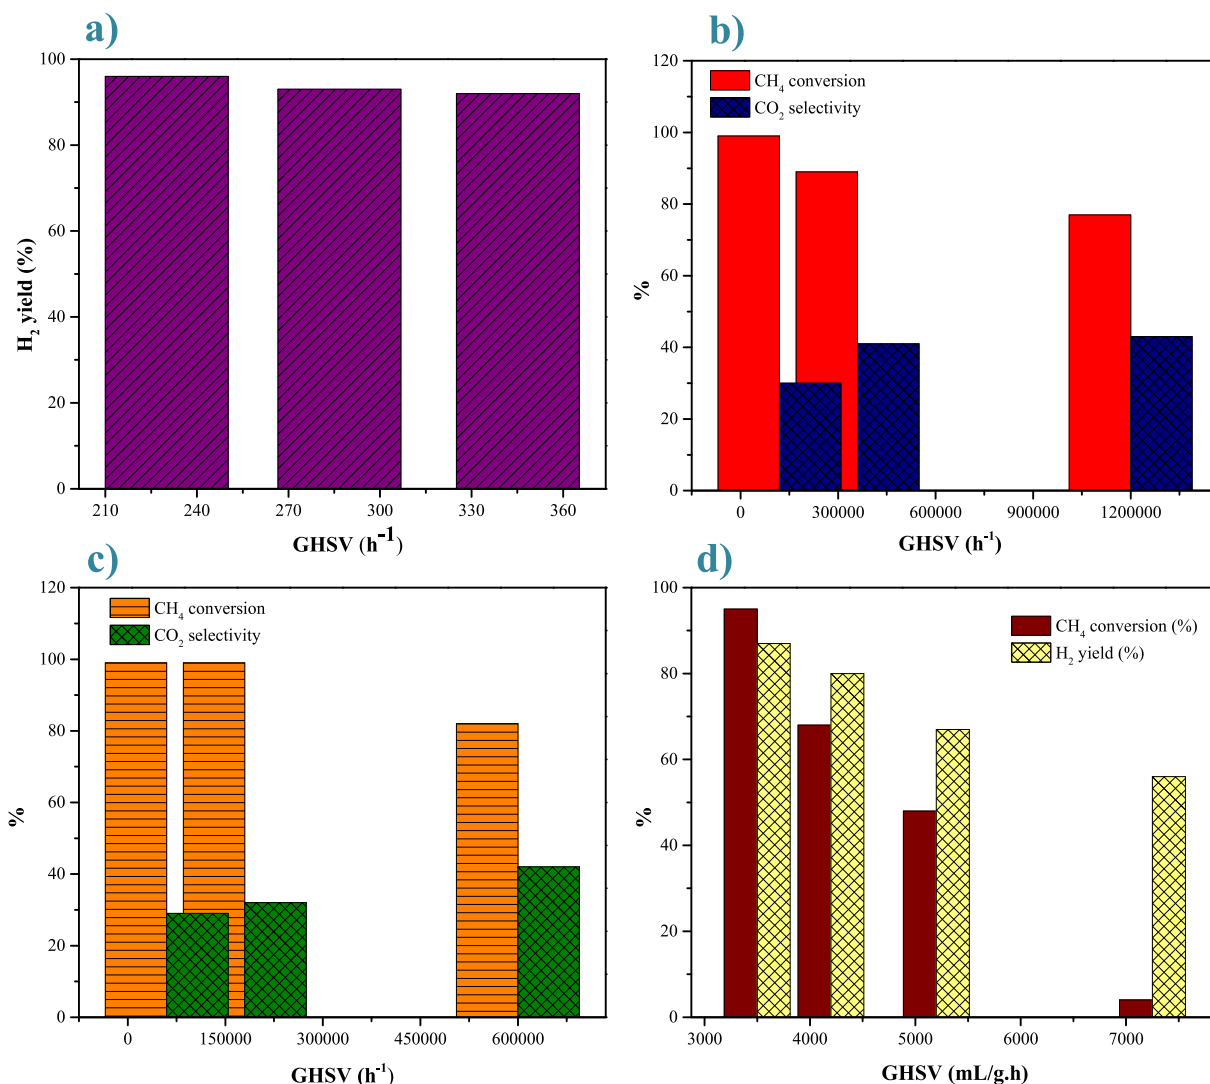 a)
100
80
60
40
20
0
H₂ yield (%)
210 240 270 300 330 360
GHSV (h⁻¹)
b)
CH₄ conversion
CO₂ selectivity
120
100
80
60
40
20
0
%
0 300000 600000 900000 1200000
GHSV (h⁻¹)
c)
CH₄ conversion
CO₂ selectivity
120
100
80
60
40
20
0
%
0 150000 300000 450000 600000
GHSV (h⁻¹)
d)
CH₄ conversion (%)
H₂ yield (%)
100
80
60
40
20
0
%
3000 4000 5000 6000 7000
GHSV (mL/g.h)